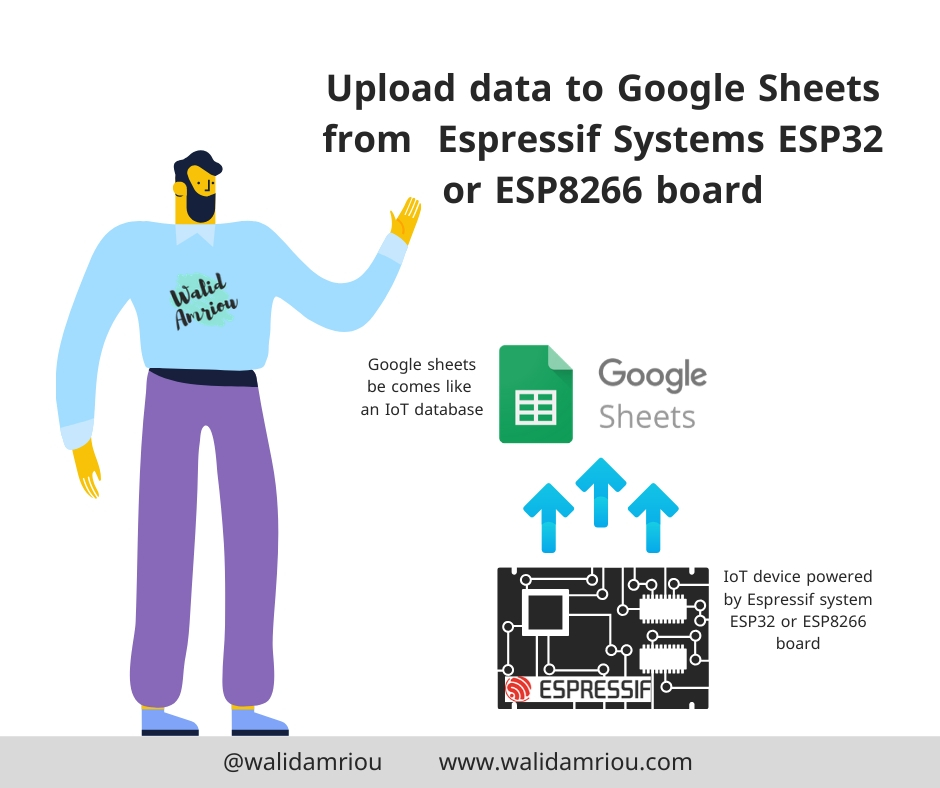 Upload data to Google Sheets
from  Espressif Systems ESP32
or ESP8266 board
Walid
Amriou
Google sheets
be comes like
an IoT database
Google
Sheets
IoT device powered
by Espressif system
ESP32 or ESP8266
board
ESPRESSIF
@walidamriou
www.walidamriou.com